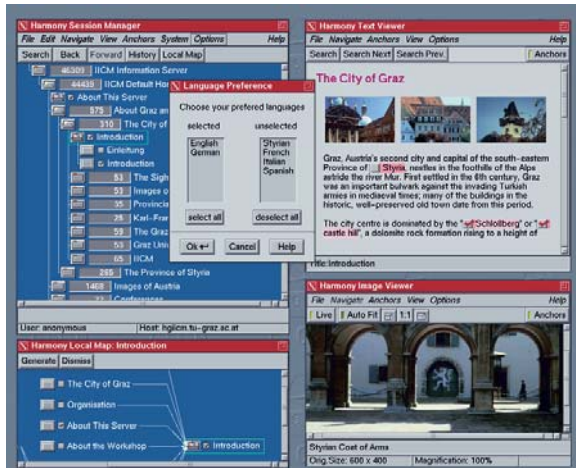 Harmony Session Manager
File Edit Navigate View Anchors System Options Help
Search Back Forward History Local Map
46309 IICM Information Server
44439 IICM Default Har
About This Server
575 About Graz an
310 The City of
Introduction
Einleitung
Introduction
53 The Sigh
53 Images o
35 Provincia
25 Karl-Fran
59 The Graz
53 Graz Univ
65 IICM
265 The Province of Styria
1468 Images of Austria
Conferences
User: anonymous Host: hgiicm.tu-graz.ac.at
Language Preference
Choose your prefered languages
selected unselected
English
German
Styrian
French
Italian
Spanish
select all deselect all
Ok Cancel Help
Harmony Text Viewer
File Navigate Anchors View Options Help
Search Search Next Search Prev. Anchors
The City of Graz
Graz, Austria's second city and capital of the south-eastern
Province of Styria, nestles in the foothills of the Alps
astride the river Mur. First settled in the 6th century, Graz
was an important bulwark against the invading Turkish
armies in mediaeval times; many of the buildings in the
historic, well-preserved old town date from this period.
The city centre is dominated by the "Schloßberg" or "
castle hill", a dolomite rock formation rising to a height of
Title: Introduction
Harmony Local Map: Introduction
Generate Dismiss
The City of Graz
Organisation
About This Server
About the Workshop
Introduction
Harmony Image Viewer
File Navigate Anchors View Options Help
Live Auto Fit 1:1 Anchors
Styrian Coat of Arms
Orig.Size: 600 x 400 Magnification: 100%